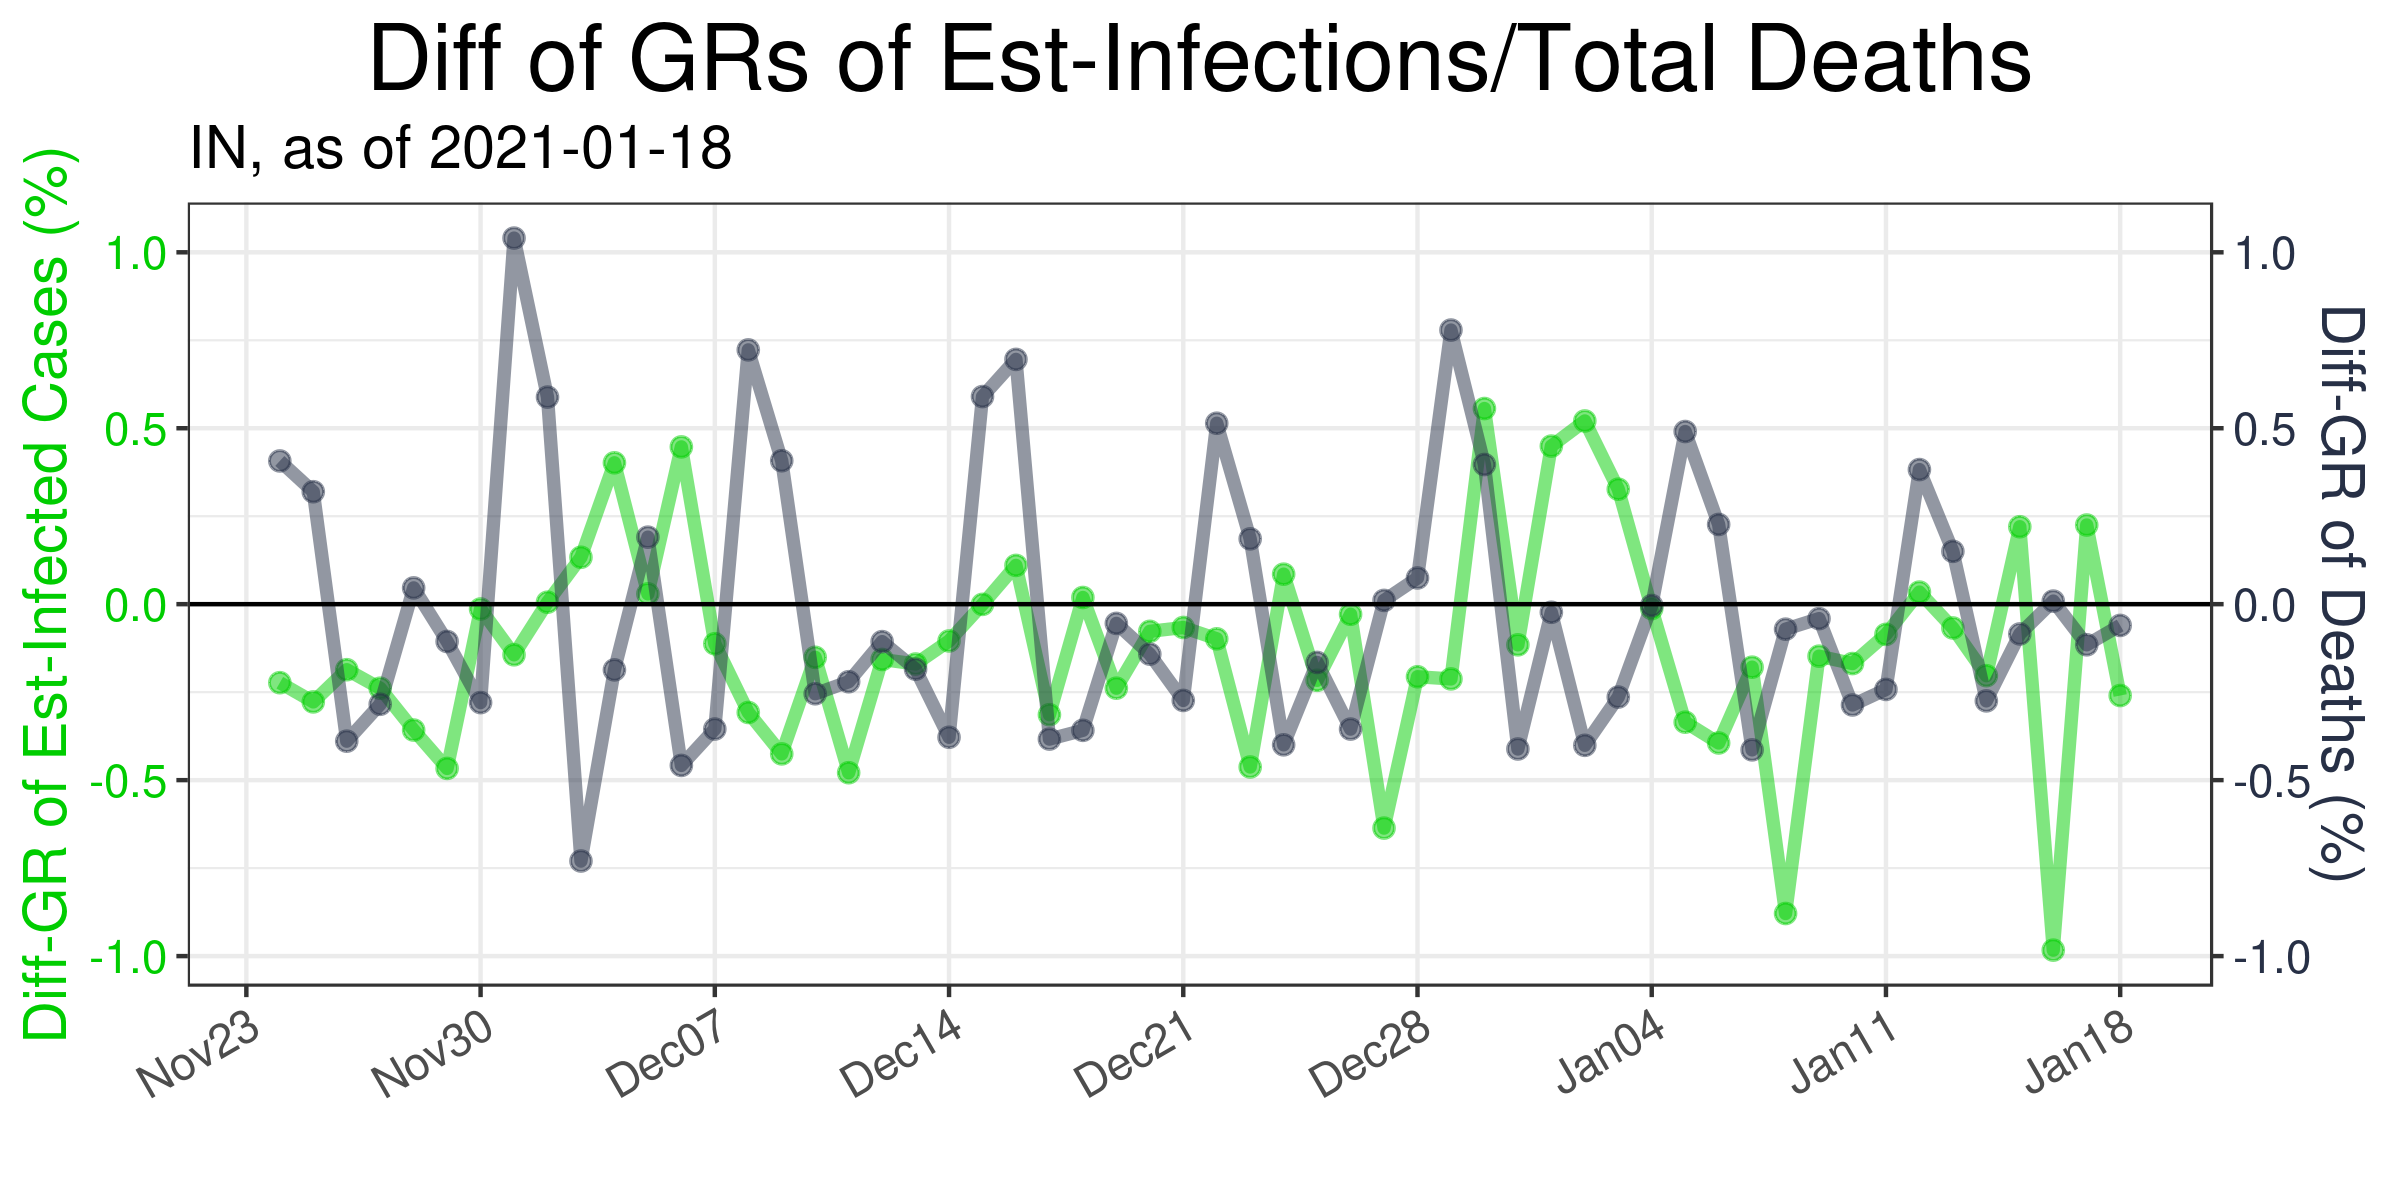 Diff of GRs of Est-Infections/Total Deaths
IN, as of 2021-01-18
Diff-GR of Est-Infected Cases (%)
1.0
0.5
0.0
-0.5
-1.0
1.0
0.5
0.0
-0.5
-1.0
Diff-GR of Deaths (%)
Nov23
Nov30
Dec07
Dec14
Dec21
Dec28
Jan04
Jan11
Jan18